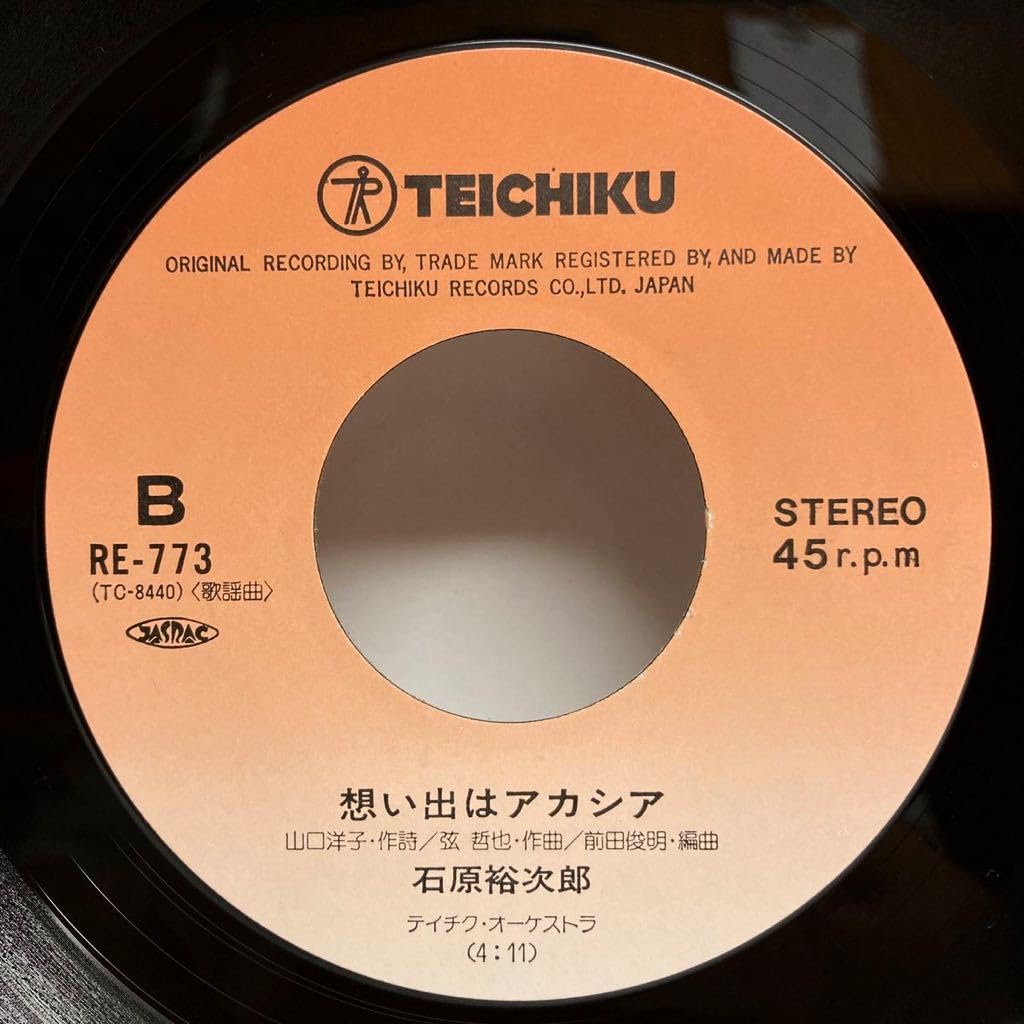 TEICHIKU
ORIGINAL RECORDING BY, TRADE MARK REGISTERED BY, AND MADE BY
TEICHIKU RECORDS CO.,LTD. JAPAN
B
RE-773
(TC-8440)〈歌謡曲〉
JASRAC
STEREO
45 r.p.m
想い出はアカシア
山口洋子・作詩／弦 哲也・作曲／前田俊明・編曲
石原裕次郎
テイチク・オーケストラ
(4:11)